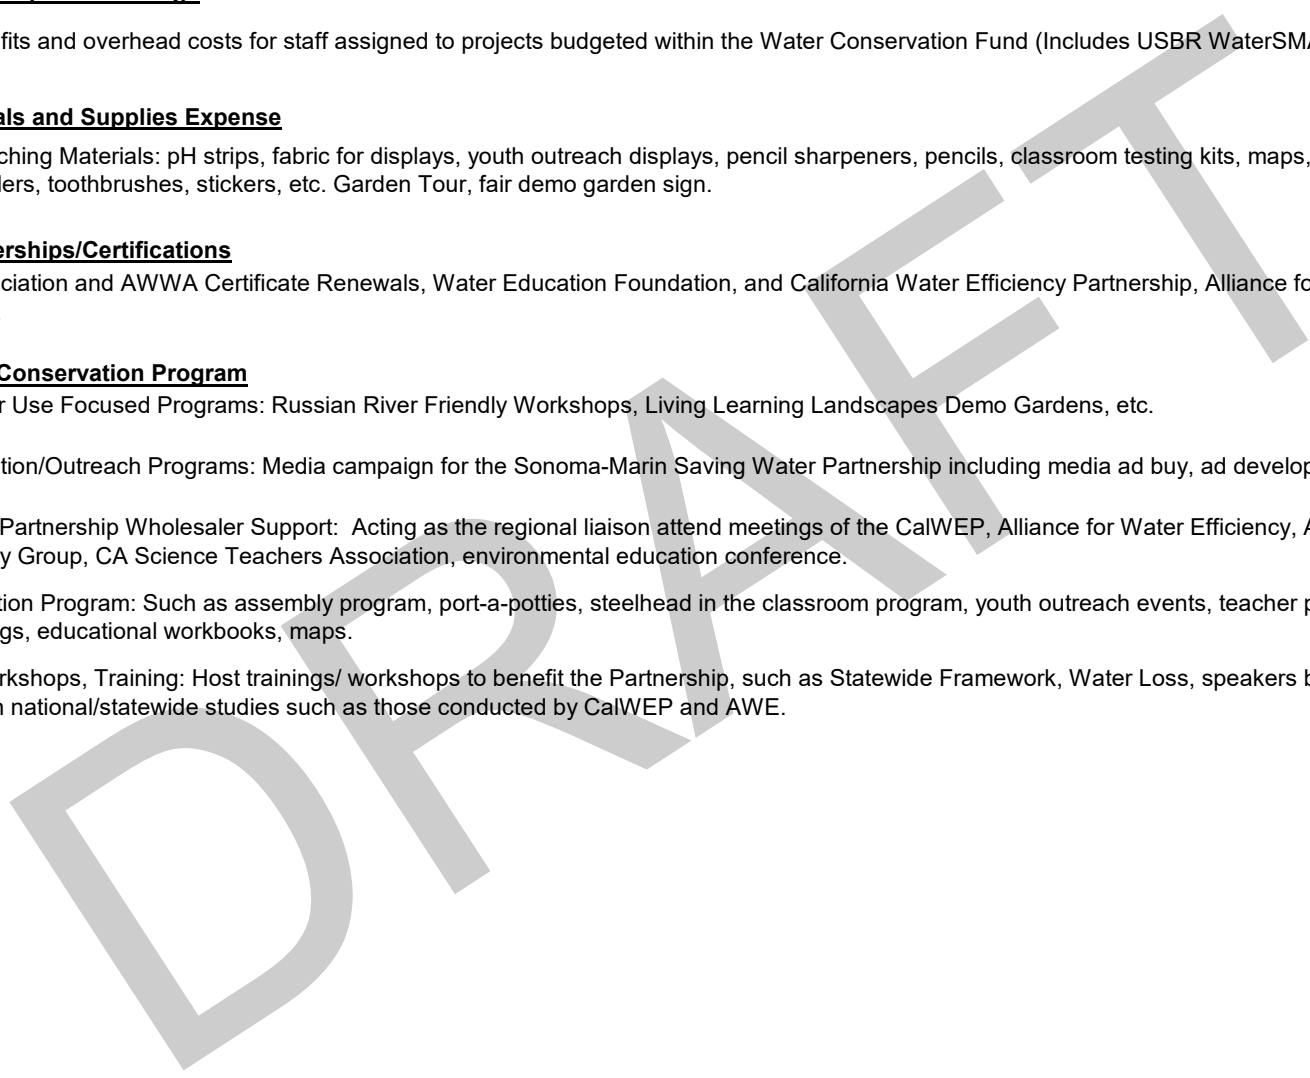 fits and overhead costs for staff assigned to projects budgeted within the Water Conservation Fund (Includes USBR WaterSMA
als and Supplies Expense
ching Materials: pH strips, fabric for displays, youth outreach displays, pencil sharpeners, pencils, classroom testing kits, maps,
lers, toothbrushes, stickers, etc. Garden Tour, fair demo garden sign.
erships/Certifications
ciation and AWWA Certificate Renewals, Water Education Foundation, and California Water Efficiency Partnership, Alliance fo
.
Conservation Program
r Use Focused Programs: Russian River Friendly Workshops, Living Learning Landscapes Demo Gardens, etc.
tion/Outreach Programs: Media campaign for the Sonoma-Marin Saving Water Partnership including media ad buy, ad develop
Partnership Wholesaler Support:  Acting as the regional liaison attend meetings of the CalWEP, Alliance for Water Efficiency, A
y Group, CA Science Teachers Association, environmental education conference.
tion Program: Such as assembly program, port-a-potties, steelhead in the classroom program, youth outreach events, teacher p
gs, educational workbooks, maps.
rkshops, Training: Host trainings/ workshops to benefit the Partnership, such as Statewide Framework, Water Loss, speakers b
n national/statewide studies such as those conducted by CalWEP and AWE.
DRAFT